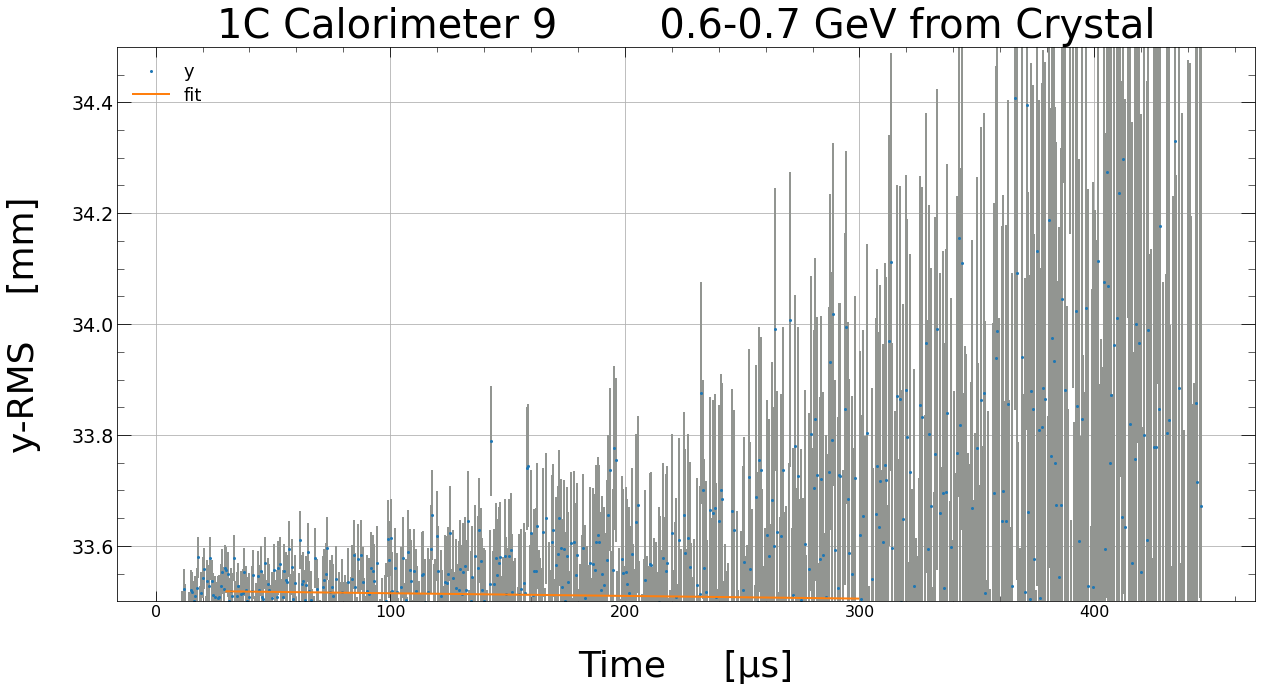 1C Calorimeter 9 0.6-0.7 GeV from Crystal
y
fit
y-RMS [mm]
34.4
34.2
34.0
33.8
33.6
0 100 200 300 400
Time [µs]